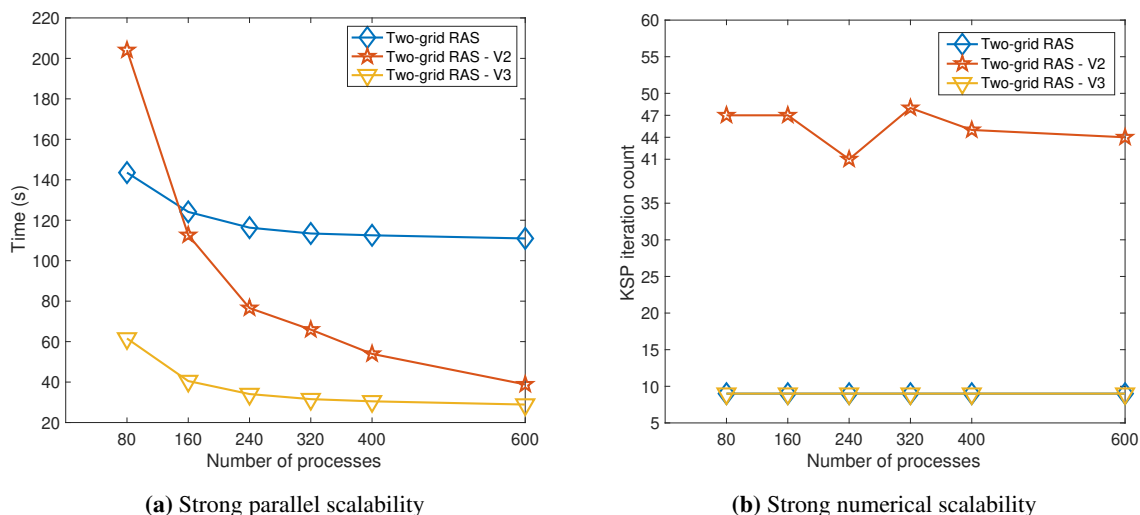 220
200
180
160
140
120
100
80
60
40
20
Time (s)
80 160 240 320 400 600
Number of processes
Two-grid RAS
Two-grid RAS - V2
Two-grid RAS - V3
(a) Strong parallel scalability
60
55
50
47
44
41
35
30
25
20
15
10
9
5
KSP iteration count
80 160 240 320 400 600
Number of processes
Two-grid RAS
Two-grid RAS - V2
Two-grid RAS - V3
(b) Strong numerical scalability